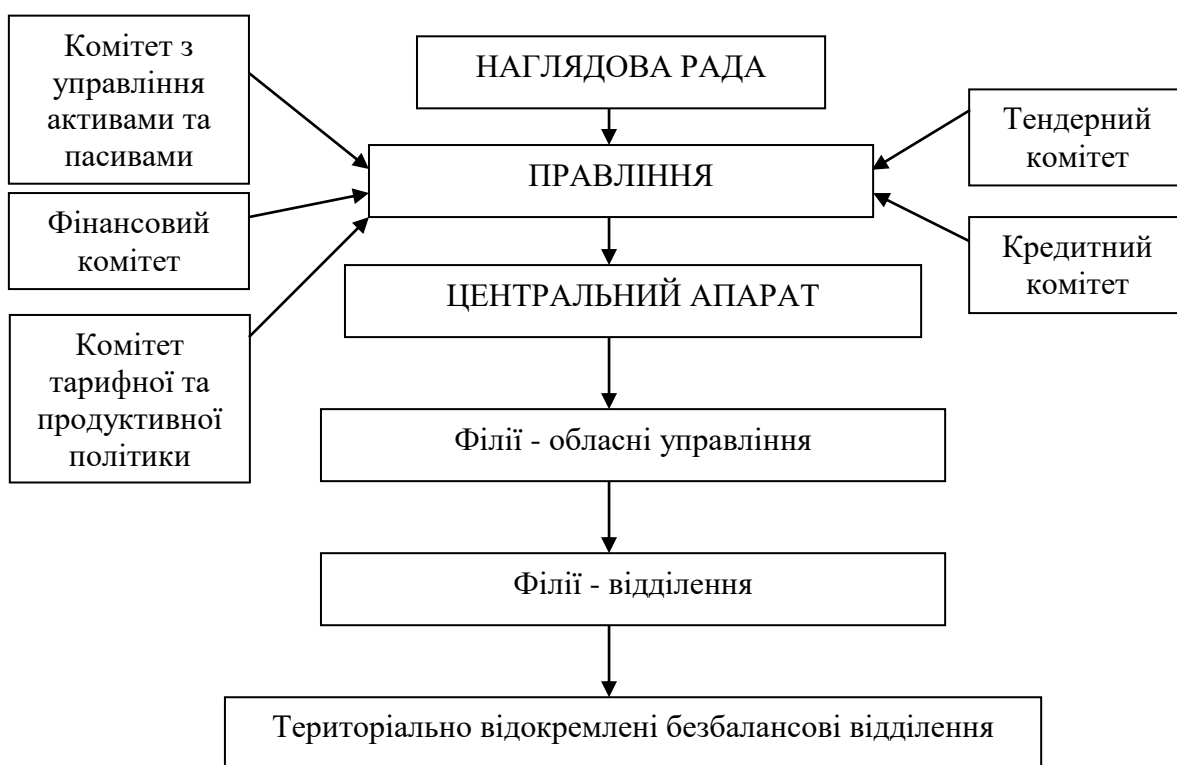 Комітет з
управління
активами та
пасивами
НАГЛЯДОВА РАДА
Тендерний
комітет
ПРАВЛІННЯ
Фінансовий
комітет
Кредитний
комітет
ЦЕНТРАЛЬНИЙ АПАРАТ
Комітет
тарифної та
продуктивної
політики
Філії - обласні управління
Філії - відділення
Територіально відокремлені безбалансові відділення